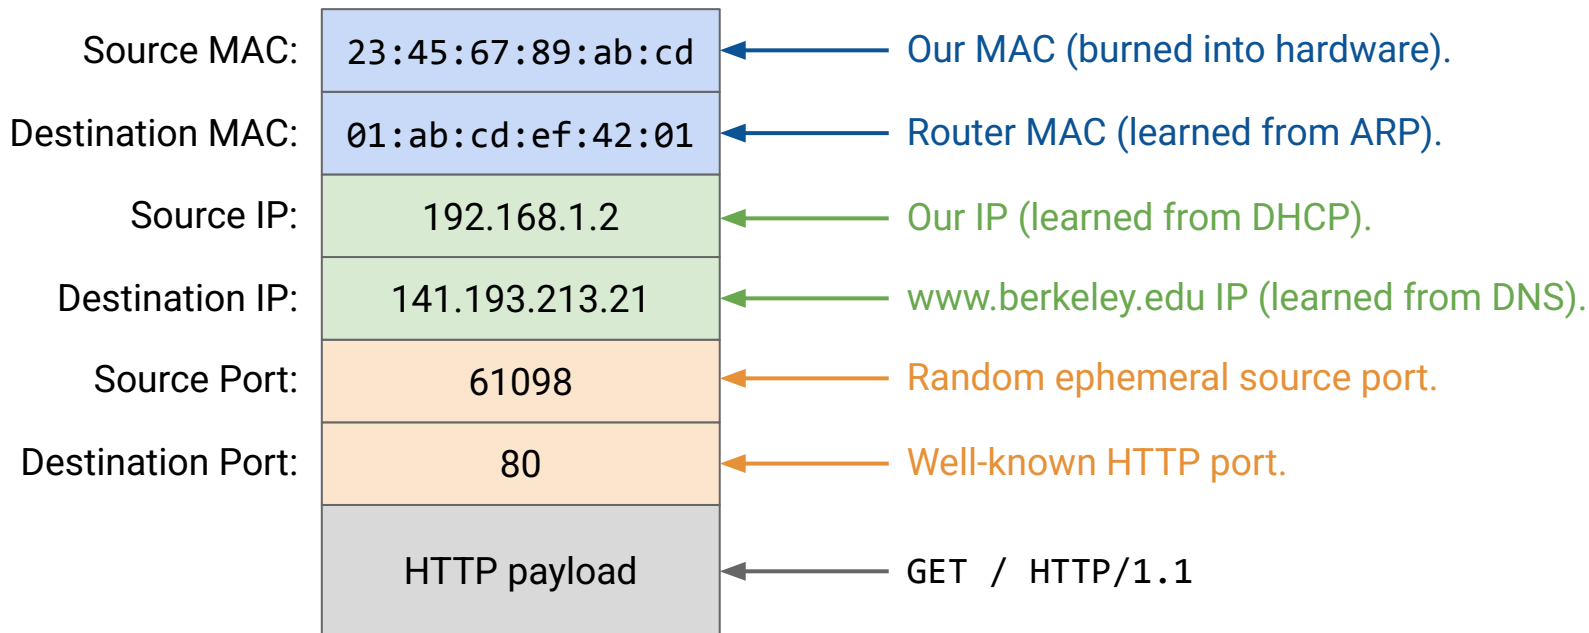 Source MAC: 23:45:67:89:ab:cd Our MAC (burned into hardware).
Destination MAC: 01:ab:cd:ef:42:01 Router MAC (learned from ARP).
Source IP: 192.168.1.2 Our IP (learned from DHCP).
Destination IP: 141.193.213.21 www.berkeley.edu IP (learned from DNS).
Source Port: 61098 Random ephemeral source port.
Destination Port: 80 Well-known HTTP port.
HTTP payload GET / HTTP/1.1